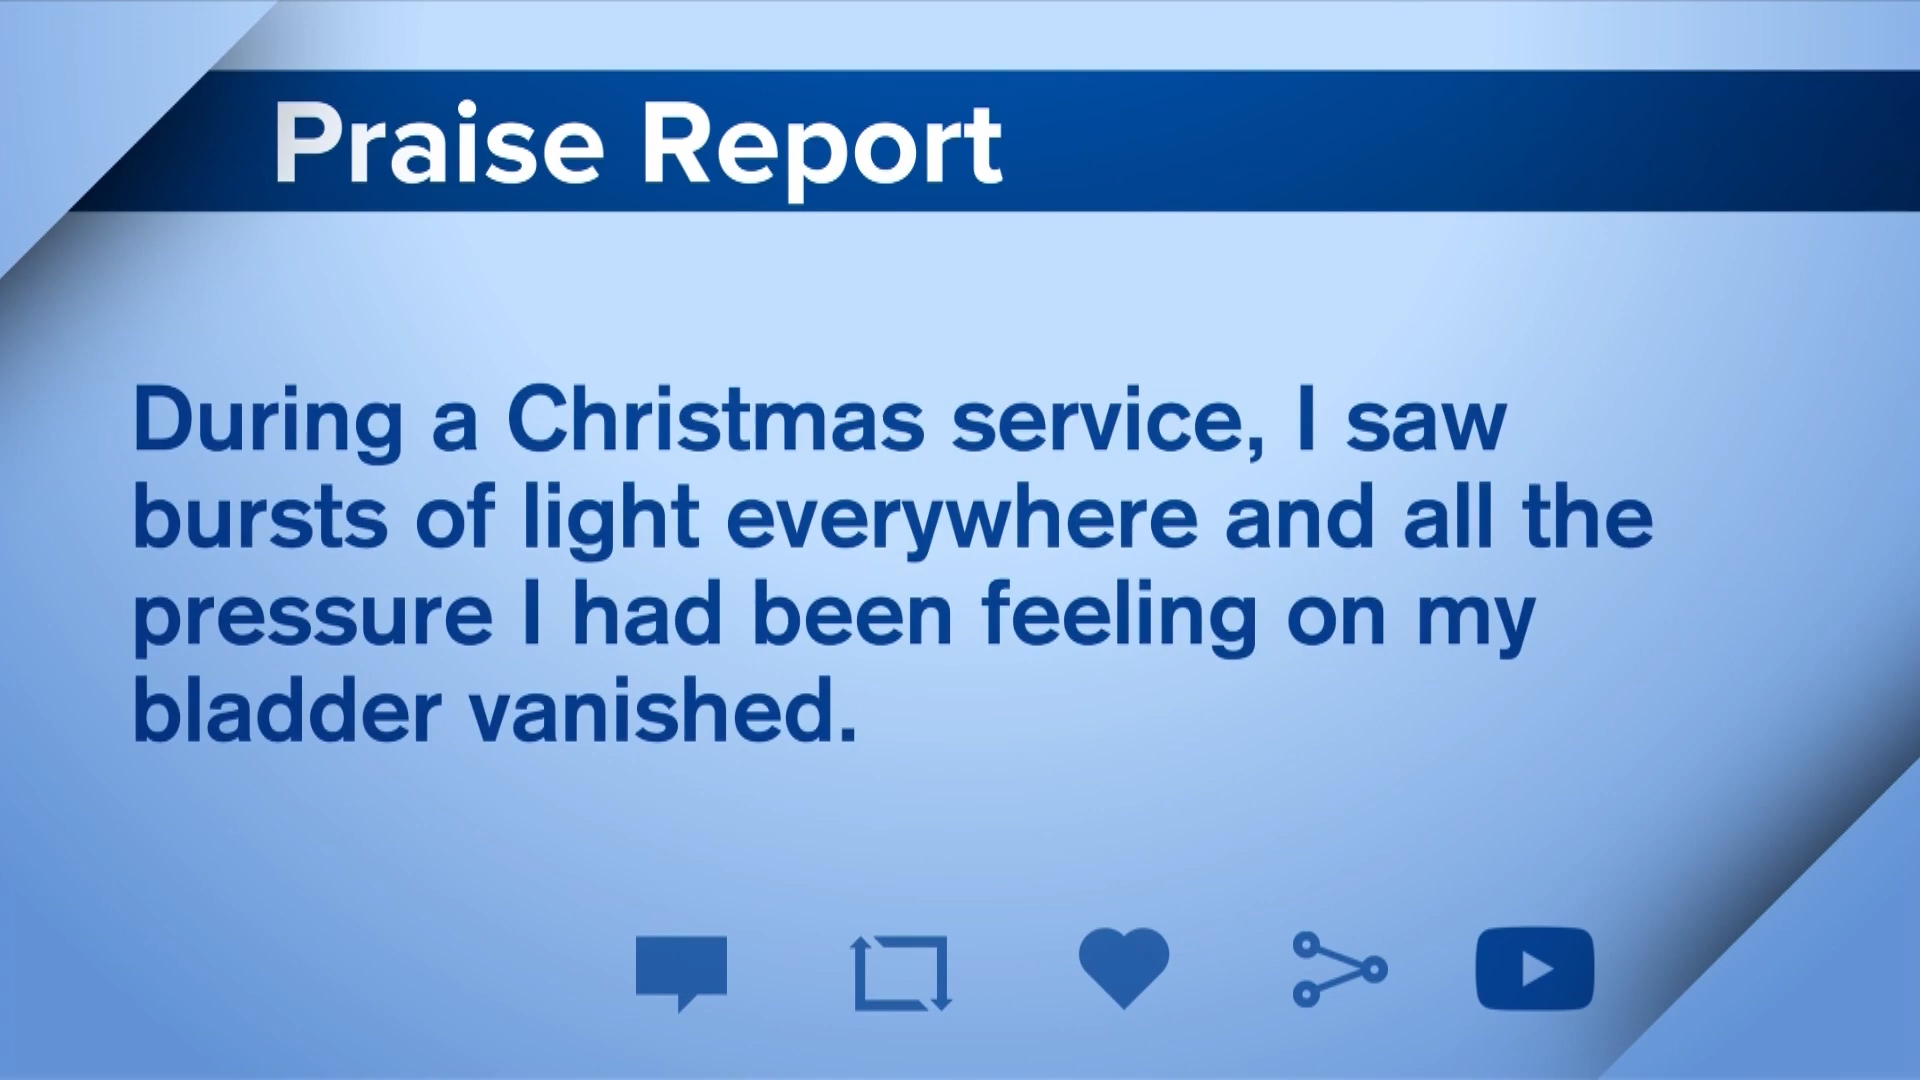 Praise Report
During a Christmas service, I saw
bursts of light everywhere and all the
pressure I had been feeling on my
bladder vanished.